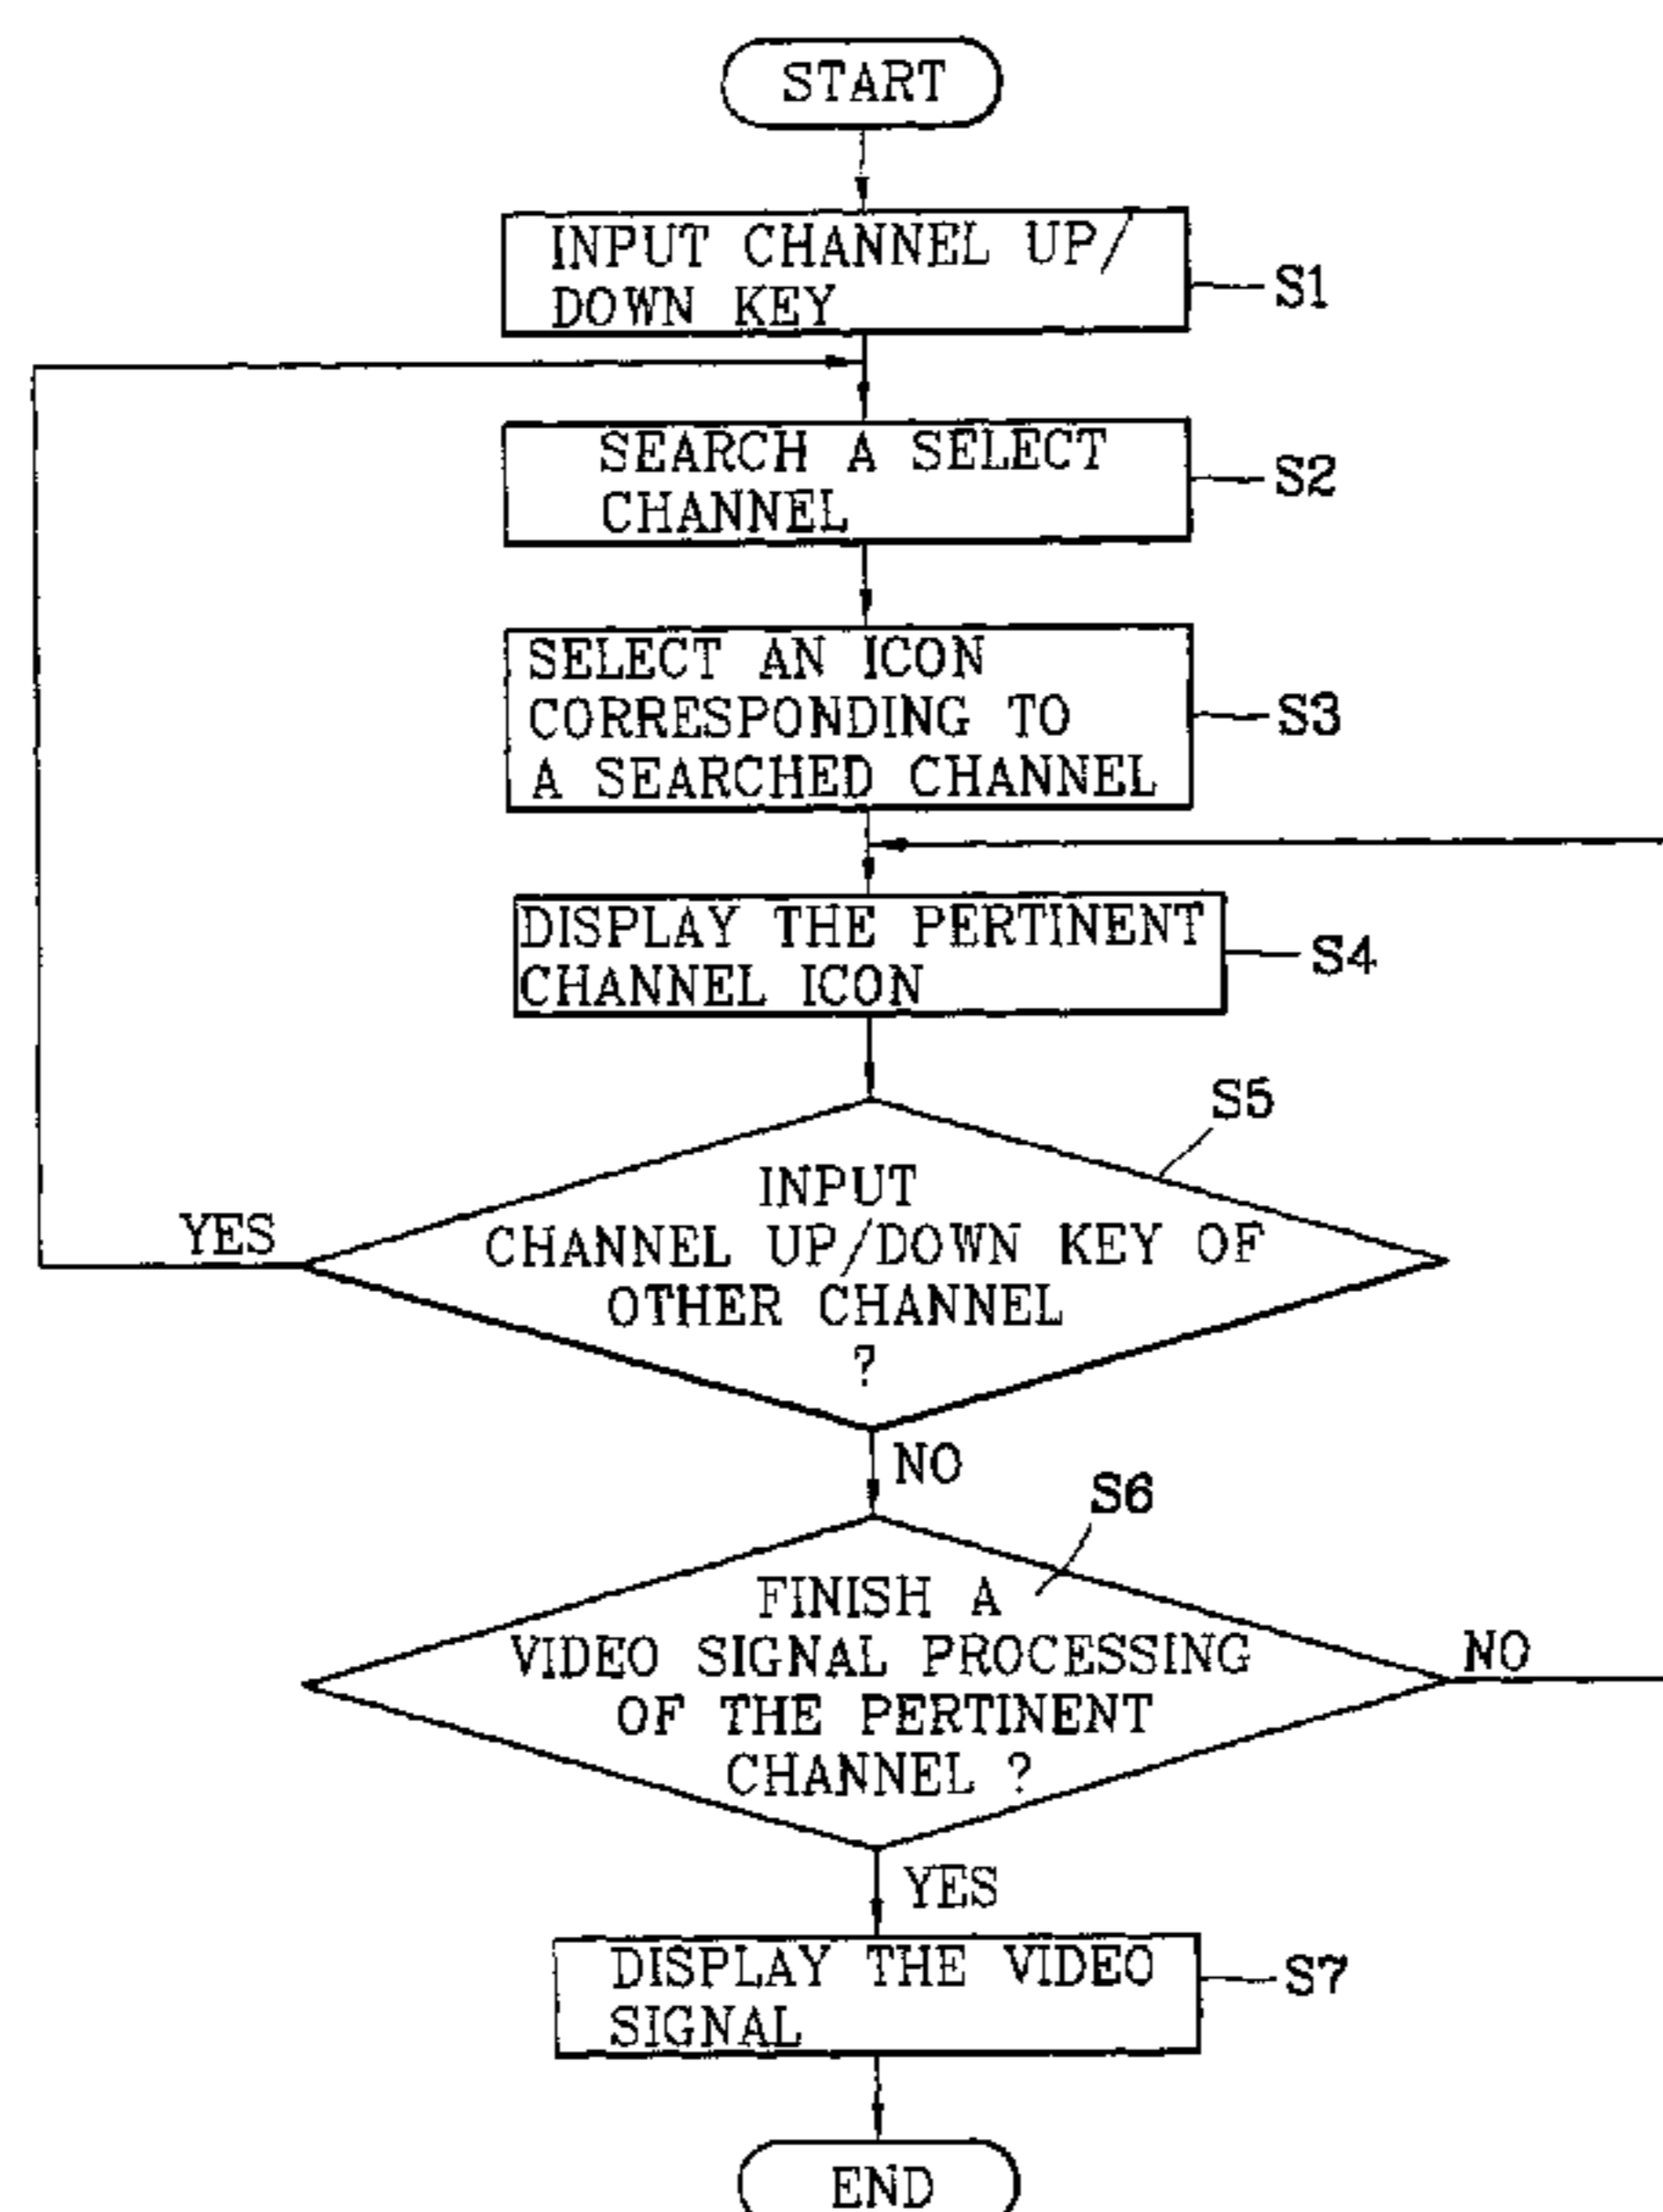 START
INPUT CHANNEL UP/
DOWN KEY
S1
SEARCH A SELECT
CHANNEL
S2
SELECT AN ICON
CORRESPONDING TO
A SEARCHED CHANNEL
S3
DISPLAY THE PERTINENT
CHANNEL ICON
S4
S5
INPUT
CHANNEL UP/DOWN KEY OF
OTHER CHANNEL
?
YES
NO
S6
FINISH A
VIDEO SIGNAL PROCESSING
OF THE PERTINENT
CHANNEL ?
NO
YES
DISPLAY THE VIDEO
SIGNAL
S7
END